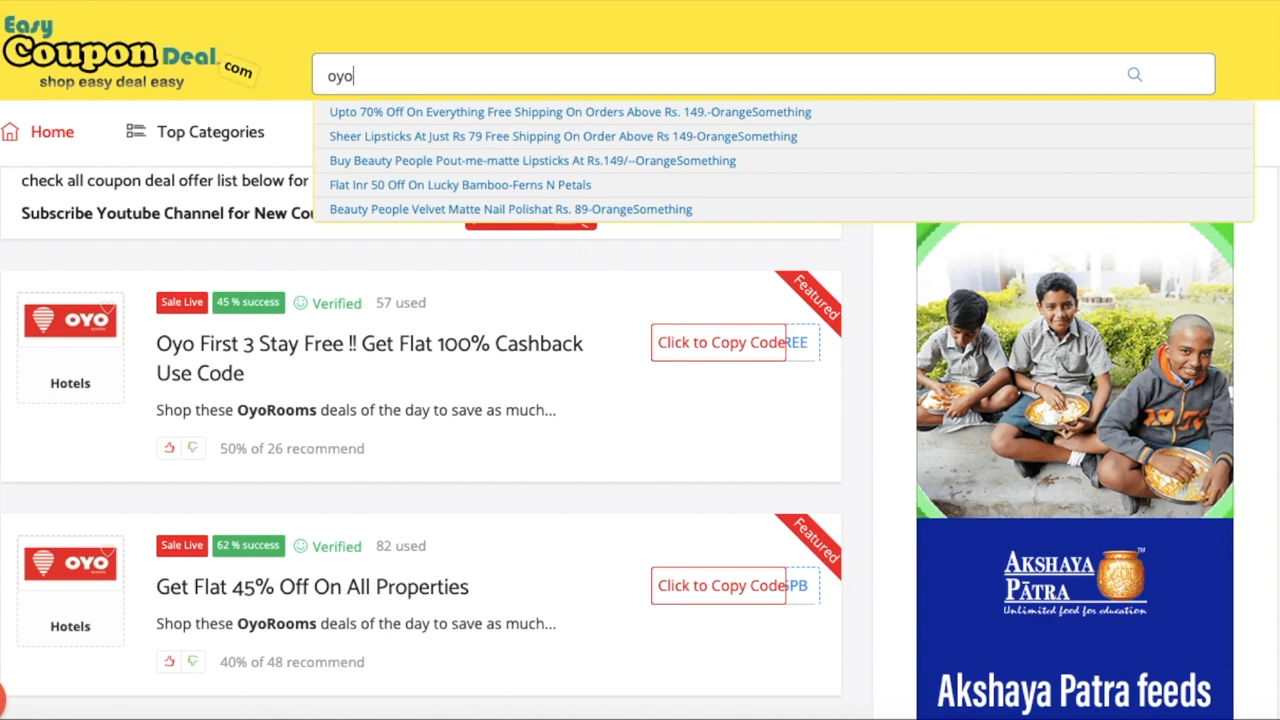 Easy
Coupon Deal.com
shop easy deal easy
oyo
Upto 70% Off On Everything Free Shipping On Orders Above Rs. 149.-OrangeSomething
Sheer Lipsticks At Just Rs 79 Free Shipping On Order Above Rs 149-OrangeSomething
Buy Beauty People Pout-me-matte Lipsticks At Rs.149/--OrangeSomething
Flat Inr 50 Off On Lucky Bamboo-Ferns N Petals
Beauty People Velvet Matte Nail Polishat Rs. 89-OrangeSomething
Home
Top Categories
check all coupon deal offer list below for
Subscribe Youtube Channel for New Cou
OYO
Hotels
Sale Live
45 % success
Verified
57 used
Featured
Oyo First 3 Stay Free !! Get Flat 100% Cashback
Use Code
Click to Copy Code
REE
Shop these OyoRooms deals of the day to save as much...
50% of 26 recommend
OYO
Hotels
Sale Live
62 % success
Verified
82 used
Featured
Get Flat 45% Off On All Properties
Click to Copy Code
PB
Shop these OyoRooms deals of the day to save as much...
40% of 48 recommend
AKSHAYA
PĀTRA
TM
Unlimited food for education
Akshaya Patra feeds